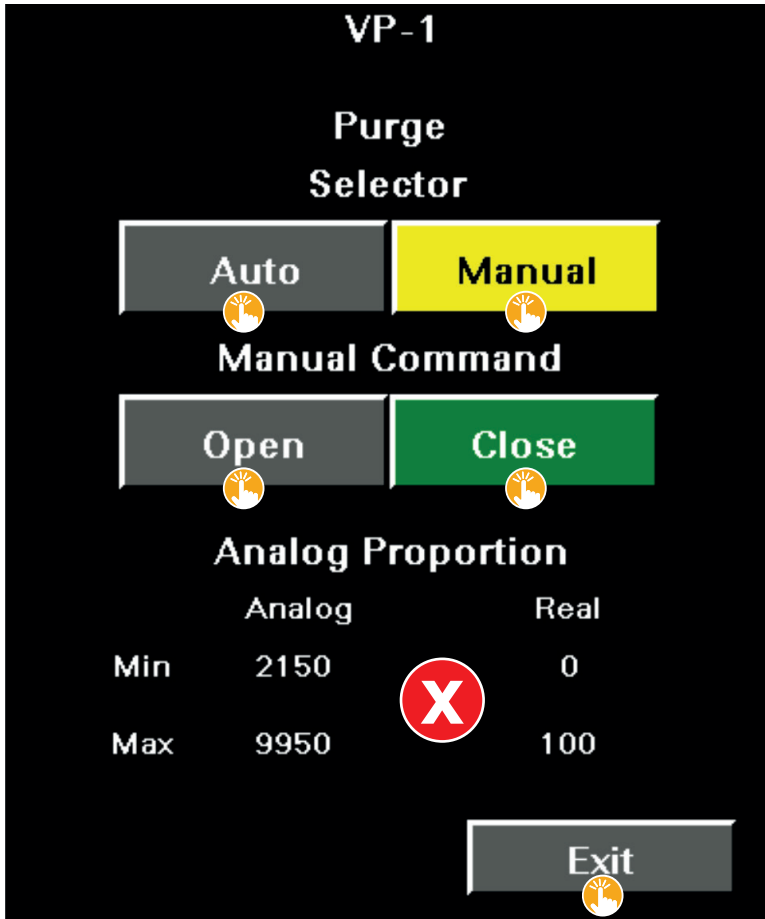 VP-1
Purge
Selector
Auto Manual
Manual Command
Open Close
Analog Proportion
Analog Real
Min 2150 0
X
Max 9950 100
Exit